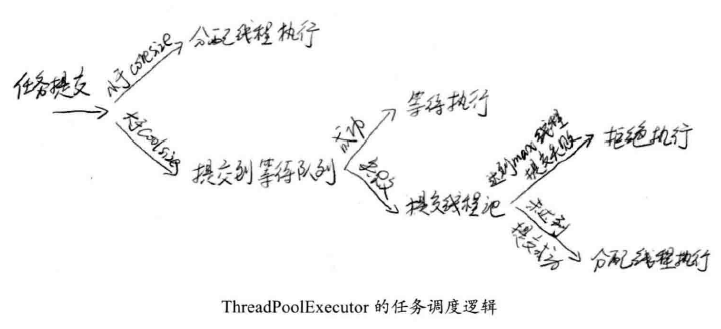 小于coresize
分配线程执行
任务提交
大于coolsize
提交到等待队列
成功
等待执行
失败
提交线程池
达到max线程
提交失败
拒绝执行
未达到
提交成功
分配线程执行
ThreadPoolExecutor 的任务调度逻辑